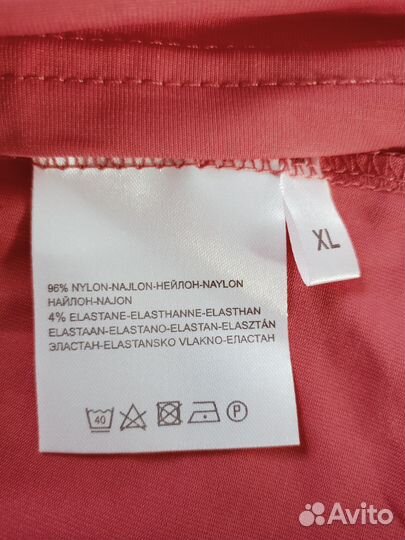 XL
96% NYLON-NAJLON-НЕЙЛОН-NAYLON
НАЙЛОН-NAJON
4% ELASTANE-ELASTHANNE-ELASTHAN
ELASTAAN-ELASTANO-ELASTAN-ELASZTÁN
ЭЛАСТАН-ELASTANSKO VLAKNO-ЕЛАСТАН
40 P
Avito